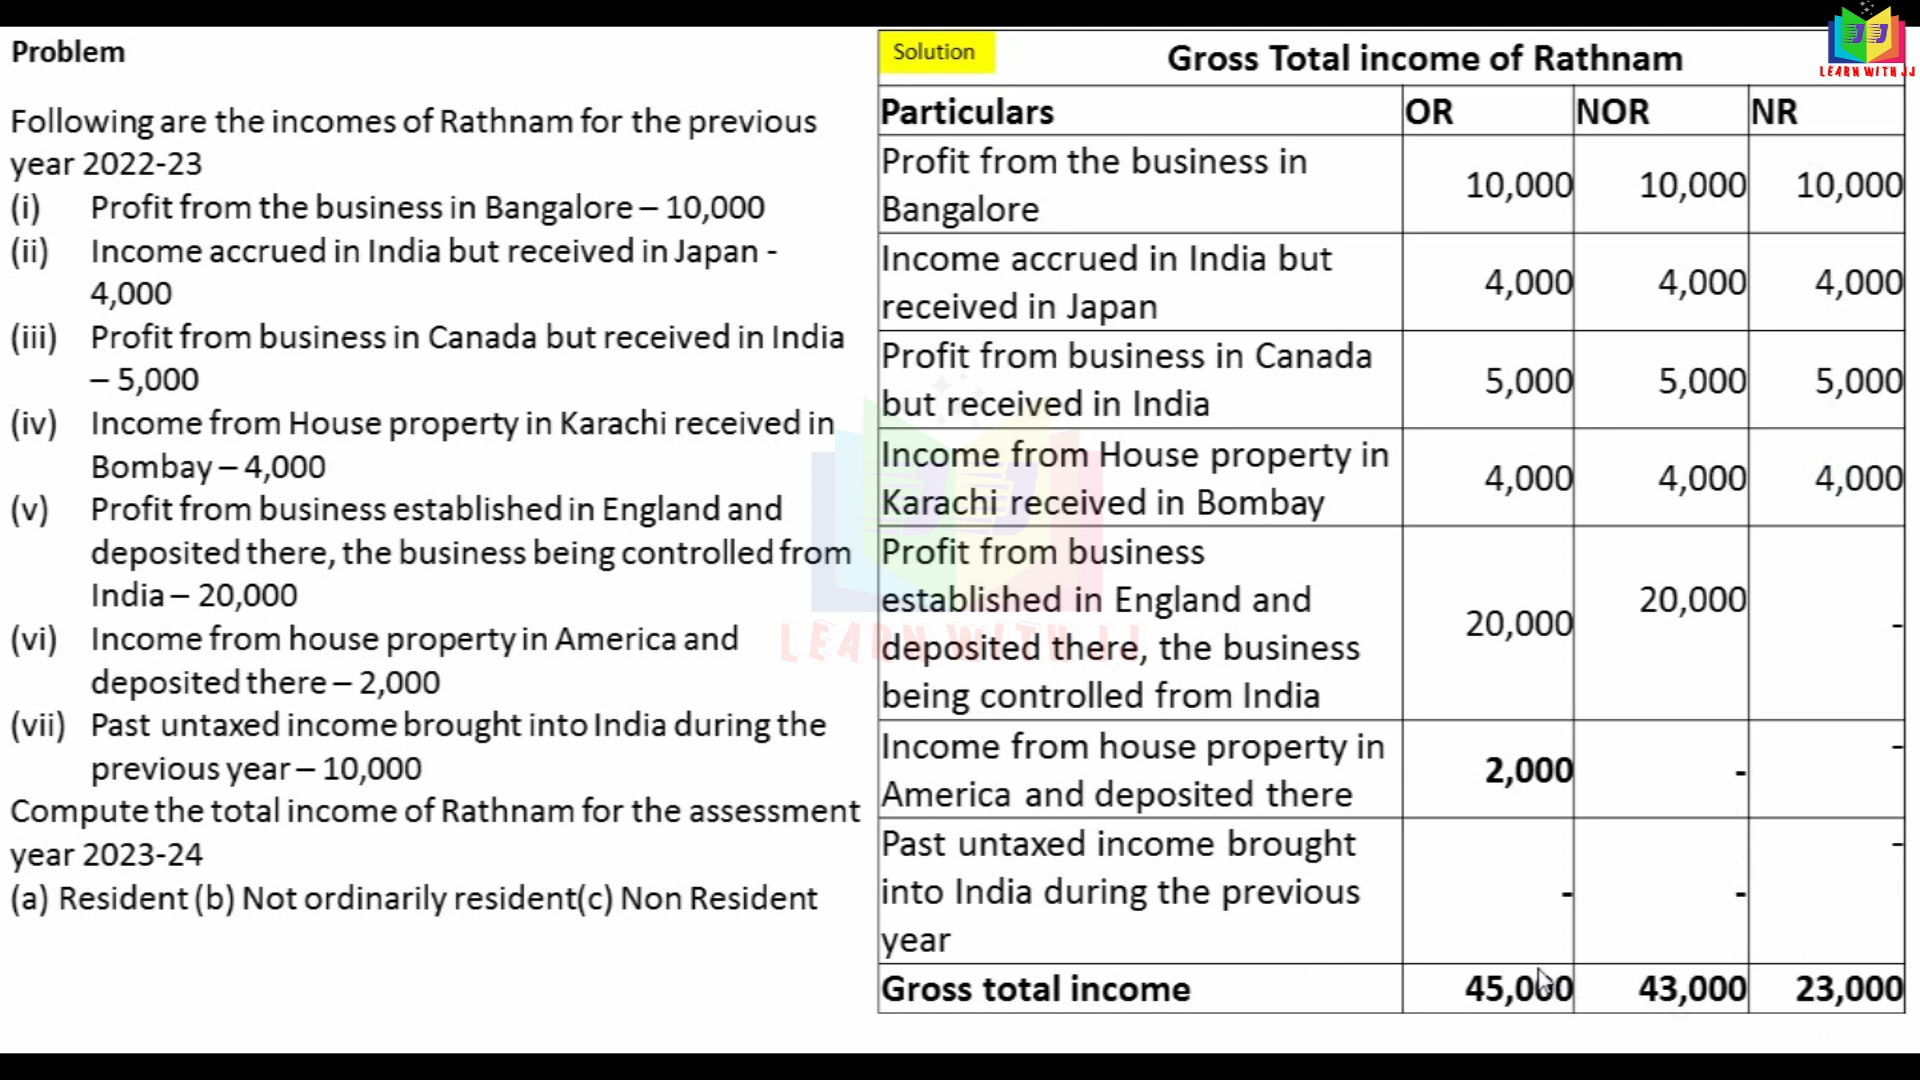 Problem
Following are the incomes of Rathnam for the previous
year 2022-23
(i) Profit from the business in Bangalore – 10,000
(ii) Income accrued in India but received in Japan -
4,000
(iii) Profit from business in Canada but received in India
– 5,000
(iv) Income from House property in Karachi received in
Bombay – 4,000
(v) Profit from business established in England and
deposited there, the business being controlled from
India – 20,000
(vi) Income from house property in America and
deposited there – 2,000
(vii) Past untaxed income brought into India during the
previous year – 10,000
Compute the total income of Rathnam for the assessment
year 2023-24
(a) Resident (b) Not ordinarily resident(c) Non Resident
Solution
Gross Total income of Rathnam
LEARN WITH JJ
Particulars OR NOR NR
Profit from the business in
Bangalore
10,000 10,000 10,000
Income accrued in India but
received in Japan
4,000 4,000 4,000
Profit from business in Canada
but received in India
5,000 5,000 5,000
Income from House property in
Karachi received in Bombay
4,000 4,000 4,000
Profit from business
established in England and
deposited there, the business
being controlled from India
20,000 20,000 -
Income from house property in
America and deposited there
2,000 - -
Past untaxed income brought
into India during the previous
year
- - -
Gross total income 45,000 43,000 23,000
LEARN WITH JJ